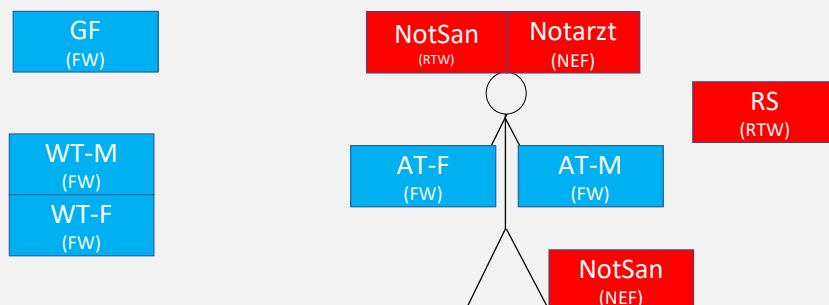 GF
(FW)
NotSan
(RTW)
Notarzt
(NEF)
RS
(RTW)
WT-M
(FW)
WT-F
(FW)
AT-F
(FW)
AT-M
(FW)
NotSan
(NEF)